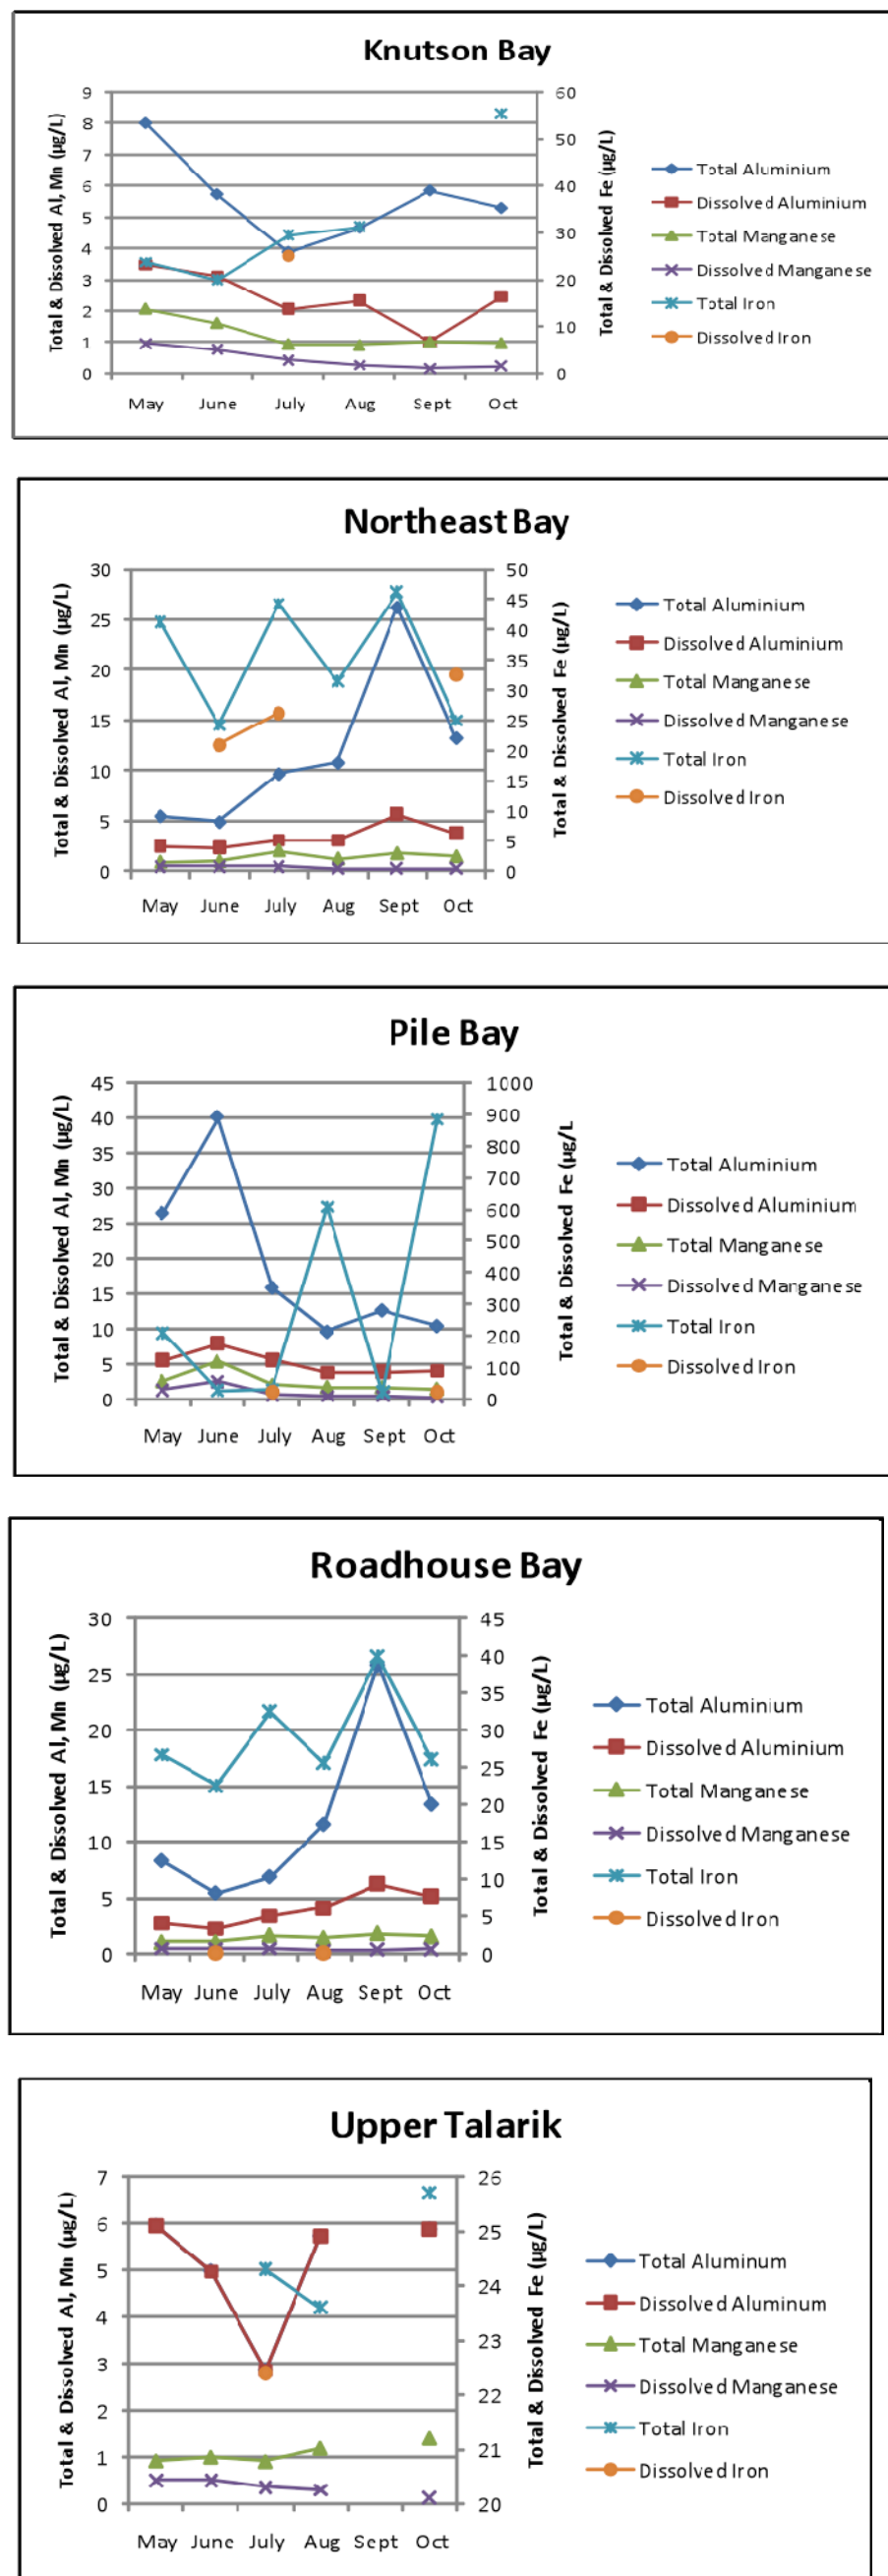 Knutson Bay
Total & Dissolved Al, Mn (µg/L)
9
8
7
6
5
4
3
2
1
0
60
50
40
30
20
10
0
Total & Dissolved Fe (µg/L)
May June July Aug Sept Oct
Total Aluminium
Dissolved Aluminium
Total Manganese
Dissolved Manganese
Total Iron
Dissolved Iron
Northeast Bay
Total & Dissolved Al, Mn (µg/L)
30
25
20
15
10
5
0
50
45
40
35
30
25
20
15
10
5
0
Total & Dissolved Fe (µg/L)
May June July Aug Sept Oct
Total Aluminium
Dissolved Aluminium
Total Manganese
Dissolved Manganese
Total Iron
Dissolved Iron
Pile Bay
Total & Dissolved Al, Mn (µg/L)
45
40
35
30
25
20
15
10
5
0
1000
900
800
700
600
500
400
300
200
100
0
Total & Dissolved Fe (µg/L
May June July Aug Sept Oct
Total Aluminium
Dissolved Aluminium
Total Manganese
Dissolved Manganese
Total Iron
Dissolved Iron
Roadhouse Bay
Total & Dissolved Al, Mn (µg/L)
30
25
20
15
10
5
0
45
40
35
30
25
20
15
10
5
0
Total & Dissolved Fe (µg/L)
May June July Aug Sept Oct
Total Aluminium
Dissolved Aluminium
Total Manganese
Dissolved Manganese
Total Iron
Dissolved Iron
Upper Talarik
Total & Dissolved Al, Mn (µg/L)
7
6
5
4
3
2
1
0
26
25
24
23
22
21
20
Total & Dissolved Fe (µg/L)
May June July Aug Sept Oct
Total Aluminum
Dissolved Aluminum
Total Manganese
Dissolved Manganese
Total Iron
Dissolved Iron